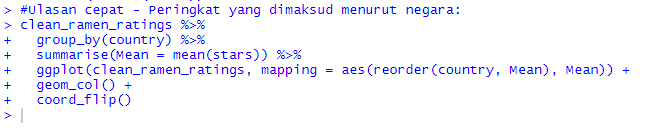 > #Ulasan cepat - Peringkat yang dimaksud menurut negara:
> clean_ramen_ratings %>%
+   group_by(country) %>%
+   summarise(Mean = mean(stars)) %>%
+   ggplot(clean_ramen_ratings, mapping = aes(reorder(country, Mean), Mean)) +
+   geom_col() +
+   coord_flip()
>